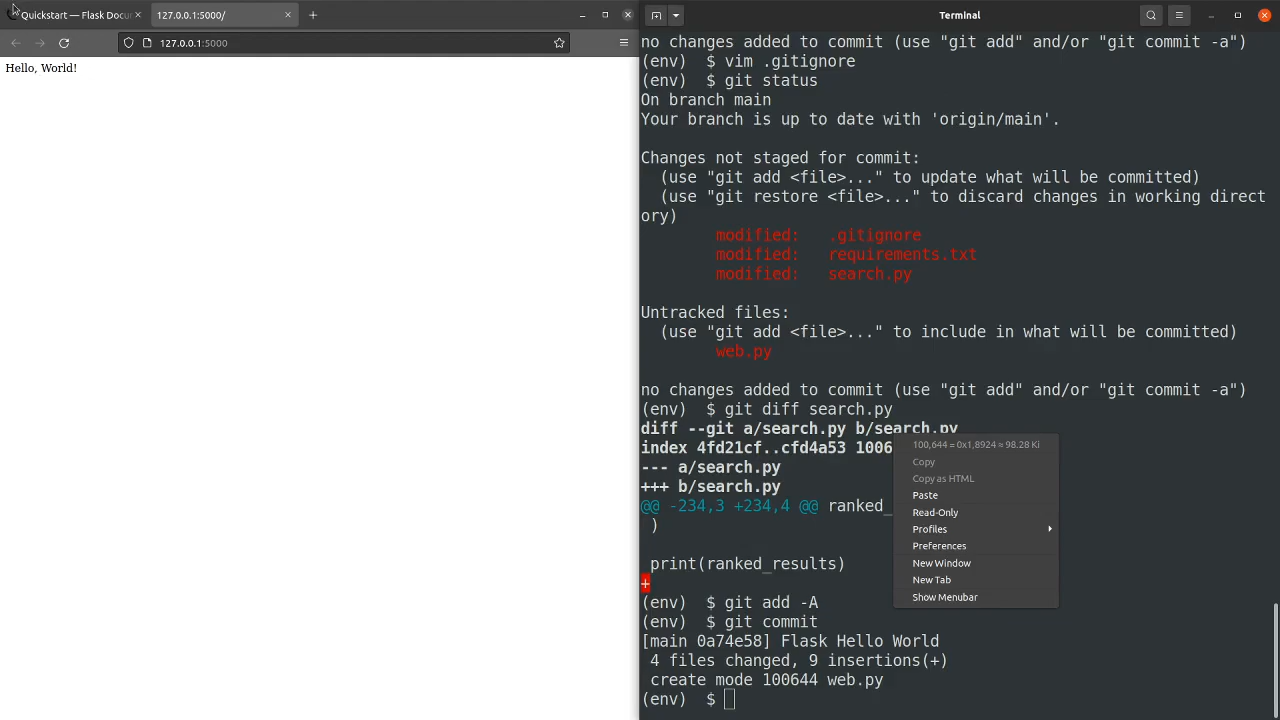 Quickstart — Flask Docu
127.0.0.1:5000/
127.0.0.1:5000
Hello, World!
Terminal
no changes added to commit (use "git add" and/or "git commit -a")
(env)  $ vim .gitignore
(env)  $ git status
On branch main
Your branch is up to date with 'origin/main'.
Changes not staged for commit:
  (use "git add <file>..." to update what will be committed)
  (use "git restore <file>..." to discard changes in working direct
ory)
        modified:   .gitignore
        modified:   requirements.txt
        modified:   search.py
Untracked files:
  (use "git add <file>..." to include in what will be committed)
        web.py
no changes added to commit (use "git add" and/or "git commit -a")
(env)  $ git diff search.py
diff --git a/search.py b/search.py
index 4fd21cf..cfd4a53 1006
--- a/search.py
+++ b/search.py
@@ -234,3 +234,4 @@ ranked_
 )
 print(ranked_results)
+
(env)  $ git add -A
(env)  $ git commit
[main 0a74e58] Flask Hello World
 4 files changed, 9 insertions(+)
 create mode 100644 web.py
(env)  $
100,644 = 0x1,8924 ≈ 98.28 Ki
Copy
Copy as HTML
Paste
Read-Only
Profiles
Preferences
New Window
New Tab
Show Menubar